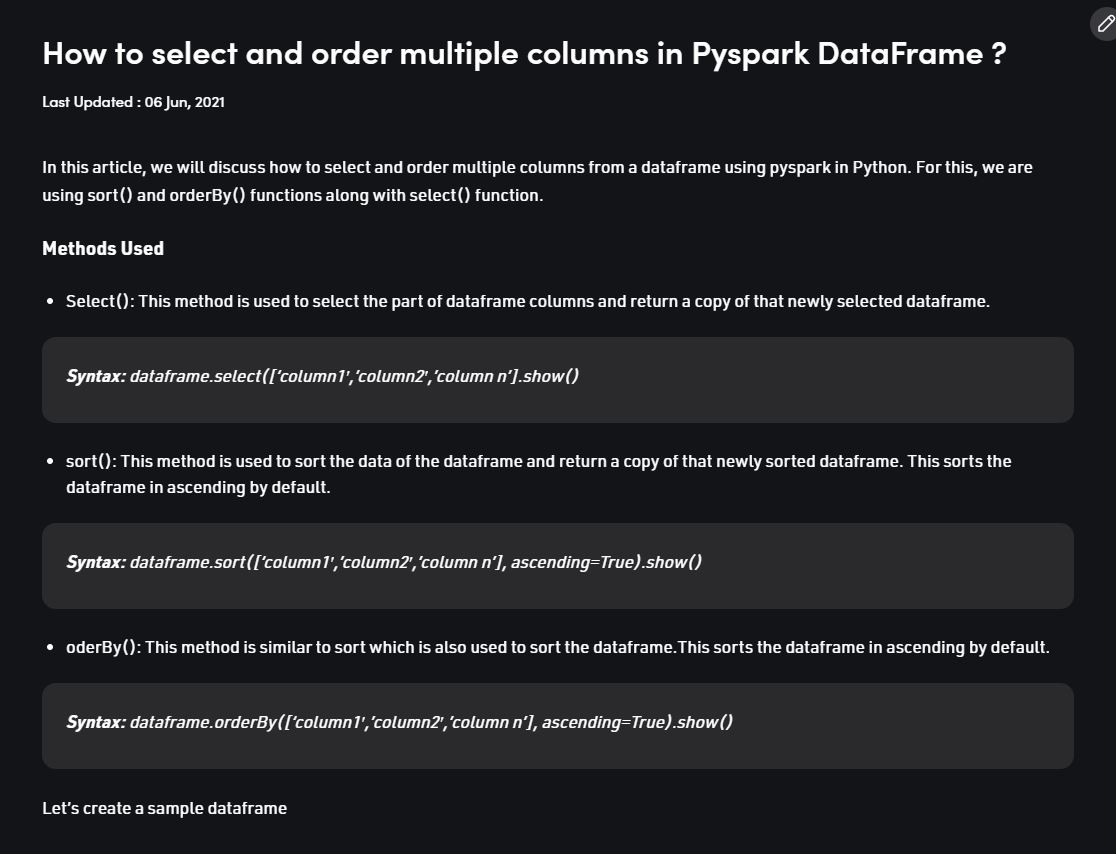 How to select and order multiple columns in Pyspark DataFrame ?
Last Updated : 06 Jun, 2021
In this article, we will discuss how to select and order multiple columns from a dataframe using pyspark in Python. For this, we are
using sort() and orderBy() functions along with select() function.
Methods Used
• Select(): This method is used to select the part of dataframe columns and return a copy of that newly selected dataframe.
Syntax: dataframe.select([‘column1′,’column2′,’column n’].show()
• sort(): This method is used to sort the data of the dataframe and return a copy of that newly sorted dataframe. This sorts the
dataframe in ascending by default.
Syntax: dataframe.sort([‘column1′,’column2′,’column n’], ascending=True).show()
• oderBy(): This method is similar to sort which is also used to sort the dataframe.This sorts the dataframe in ascending by default.
Syntax: dataframe.orderBy([‘column1′,’column2′,’column n’], ascending=True).show()
Let’s create a sample dataframe